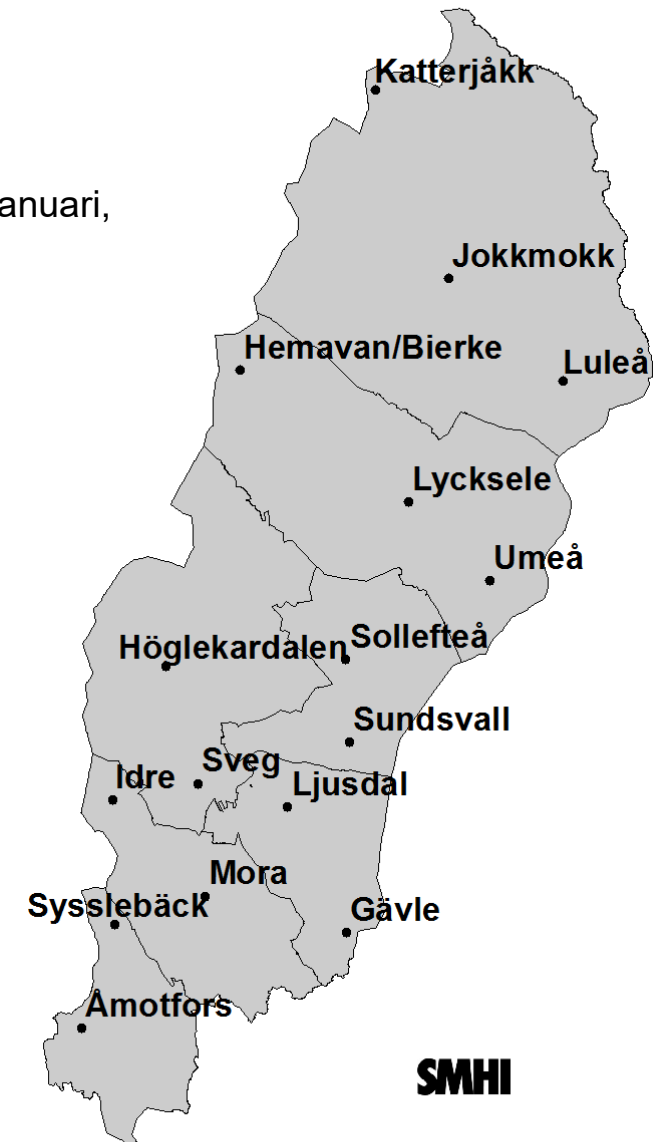 Katterjåkk
anuari,
Jokkmokk
Hemavan/Bierke
Luleå
Lycksele
Umeå
Höglekardalen
Sollefteå
Sundsvall
Sveg
Idre
Ljusdal
Mora
Sysslebäck
Gävle
Åmotfors
SMHI